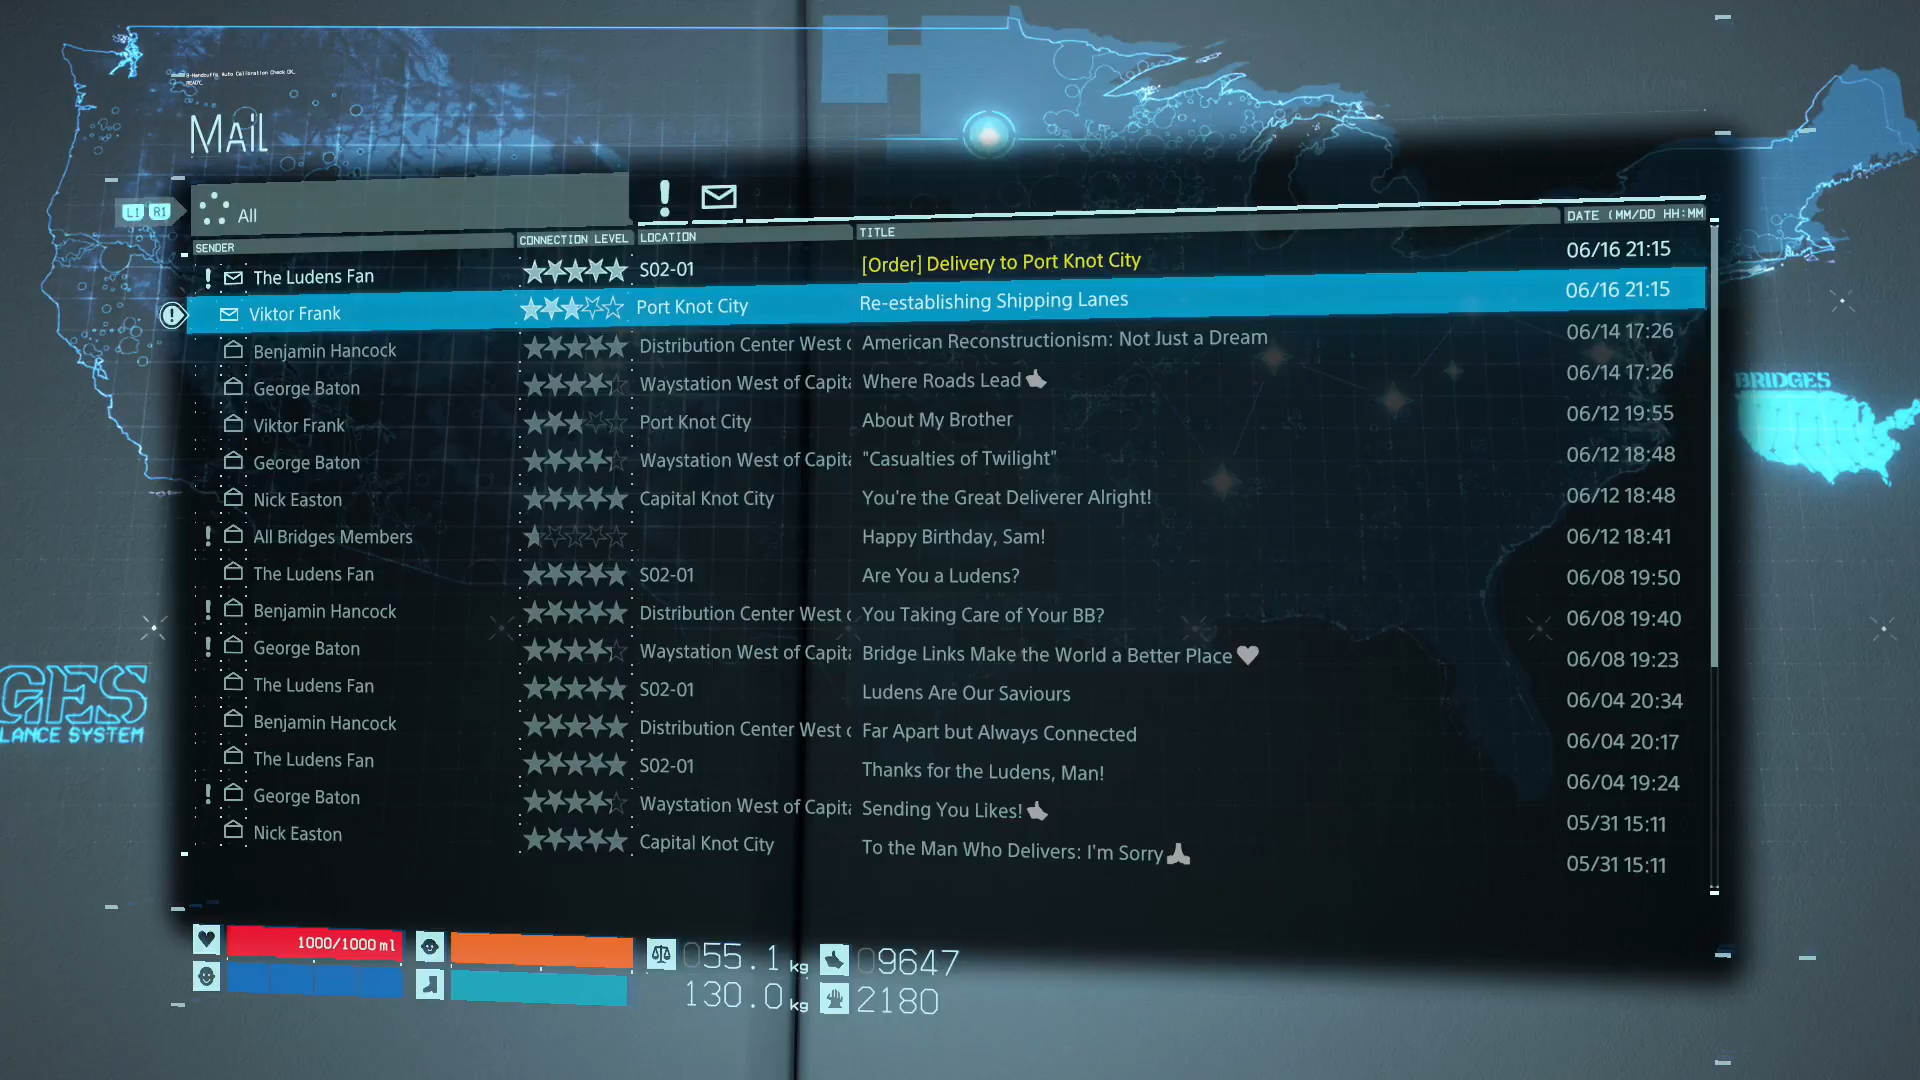 B-Handcuffs Auto Calibration Check OK.
READY.
MAiL
L1 R1
All
SENDER CONNECTION LEVEL LOCATION TITLE DATE (MM/DD HH:MM
! The Ludens Fan S02-01 [Order] Delivery to Port Knot City 06/16 21:15
Viktor Frank Port Knot City Re-establishing Shipping Lanes 06/16 21:15
Benjamin Hancock Distribution Center West American Reconstructionism: Not Just a Dream 06/14 17:26
George Baton Waystation West of Capita Where Roads Lead 06/14 17:26
Viktor Frank Port Knot City About My Brother 06/12 19:55
George Baton Waystation West of Capita "Casualties of Twilight" 06/12 18:48
Nick Easton Capital Knot City You're the Great Deliverer Alright! 06/12 18:48
! All Bridges Members Happy Birthday, Sam! 06/12 18:41
The Ludens Fan S02-01 Are You a Ludens? 06/08 19:50
! Benjamin Hancock Distribution Center West You Taking Care of Your BB? 06/08 19:40
! George Baton Waystation West of Capita Bridge Links Make the World a Better Place 06/08 19:23
The Ludens Fan S02-01 Ludens Are Our Saviours 06/04 20:34
Benjamin Hancock Distribution Center West Far Apart but Always Connected 06/04 20:17
The Ludens Fan S02-01 Thanks for the Ludens, Man! 06/04 19:24
! George Baton Waystation West of Capita Sending You Likes! 05/31 15:11
Nick Easton Capital Knot City To the Man Who Delivers: I'm Sorry 05/31 15:11
BRIDGES
GES
LANCE SYSTEM
1000/1000 ml
055.1 kg 09647
130.0 kg 2180